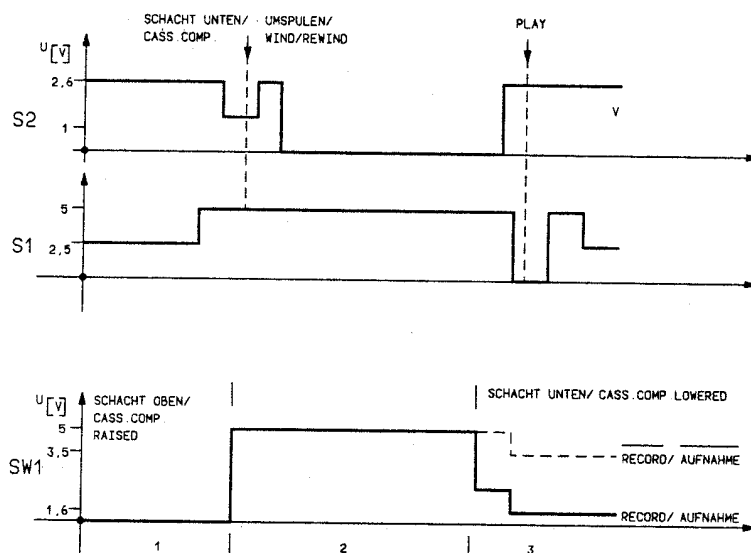 SCHACHT UNTEN/
CASS.COMP.
UMSPULEN/
WIND/REWIND
PLAY
U[V]
2,6
S2
1
V
5
S1
2,5
U[V]
SCHACHT OBEN/
CASS.COMP.
RAISED
SCHACHT UNTEN/ CASS.COMP.LOWERED
5
3,5
RECORD/ AUFNAHME
SW1
1,6
RECORD/ AUFNAHME
1
2
3